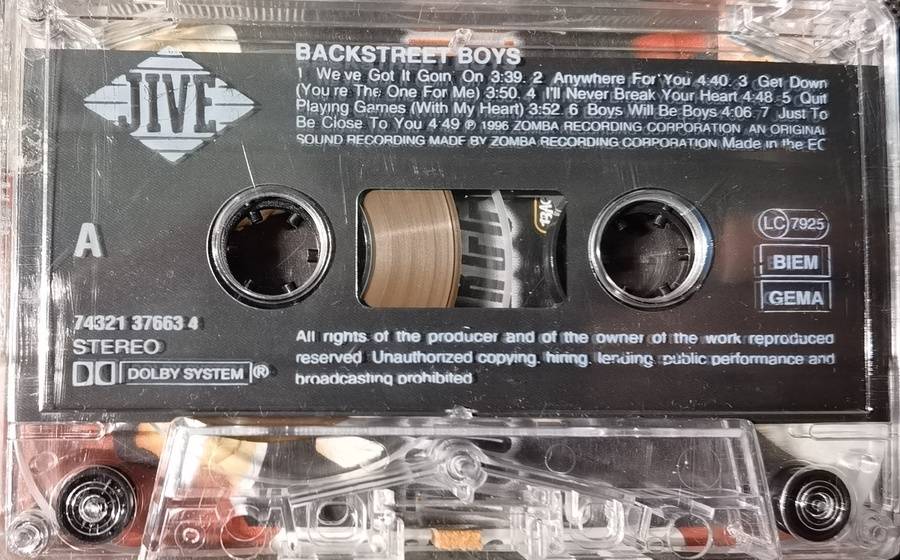 JIVE
BACKSTREET BOYS
1 We've Got It Goin' On 3:39. 2 Anywhere For You 4:40. 3 Get Down
(You're The One For Me) 3:50. 4 I'll Never Break Your Heart 4:48. 5 Quit
Playing Games (With My Heart) 3:52. 6 Boys Will Be Boys 4:06. 7 Just To
Be Close To You 4:49 ℗ 1996 ZOMBA RECORDING CORPORATION AN ORIGINAL
SOUND RECORDING MADE BY ZOMBA RECORDING CORPORATION Made in the EC
A
LC 7925
BIEM
GEMA
74321 37663 4
STEREO
DOLBY SYSTEM ®
All rights of the producer and of the owner of the work reproduced
reserved. Unauthorized copying, hiring, lending, public performance and
broadcasting prohibited